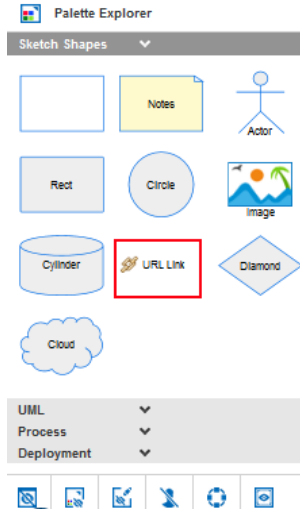 Palette Explorer
Sketch Shapes
Notes
Actor
Rect
Circle
Image
Cylinder
URL Link
Diamond
Cloud
UML
Process
Deployment